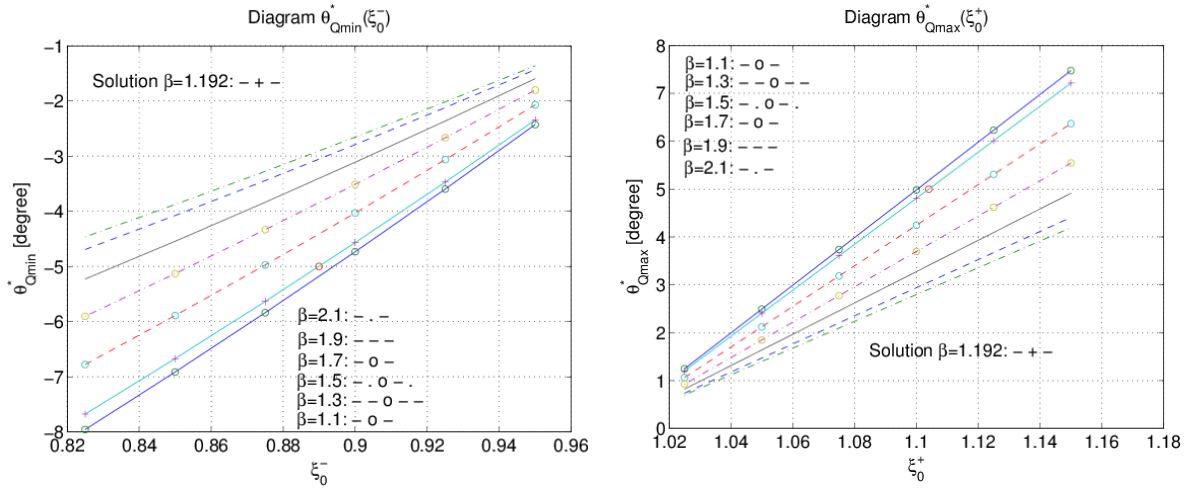 Diagram θ*Qmin(ξ0−)
Solution β=1.192: – + –
β=2.1: – . –
β=1.9: – – –
β=1.7: – o –
β=1.5: – . o – .
β=1.3: – – o – –
β=1.1: – o –
θ*Qmin [degree]
−1
−2
−3
−4
−5
−6
−7
−8
0.82 0.84 0.86 0.88 0.9 0.92 0.94 0.96
ξ0−
Diagram θ*Qmax(ξ0+)
β=1.1: – o –
β=1.3: – – o – –
β=1.5: – . o – .
β=1.7: – o –
β=1.9: – – –
β=2.1: – . –
Solution β=1.192: – + –
θ*Qmax [degree]
8
7
6
5
4
3
2
1
0
1.02 1.04 1.06 1.08 1.1 1.12 1.14 1.16 1.18
ξ0+